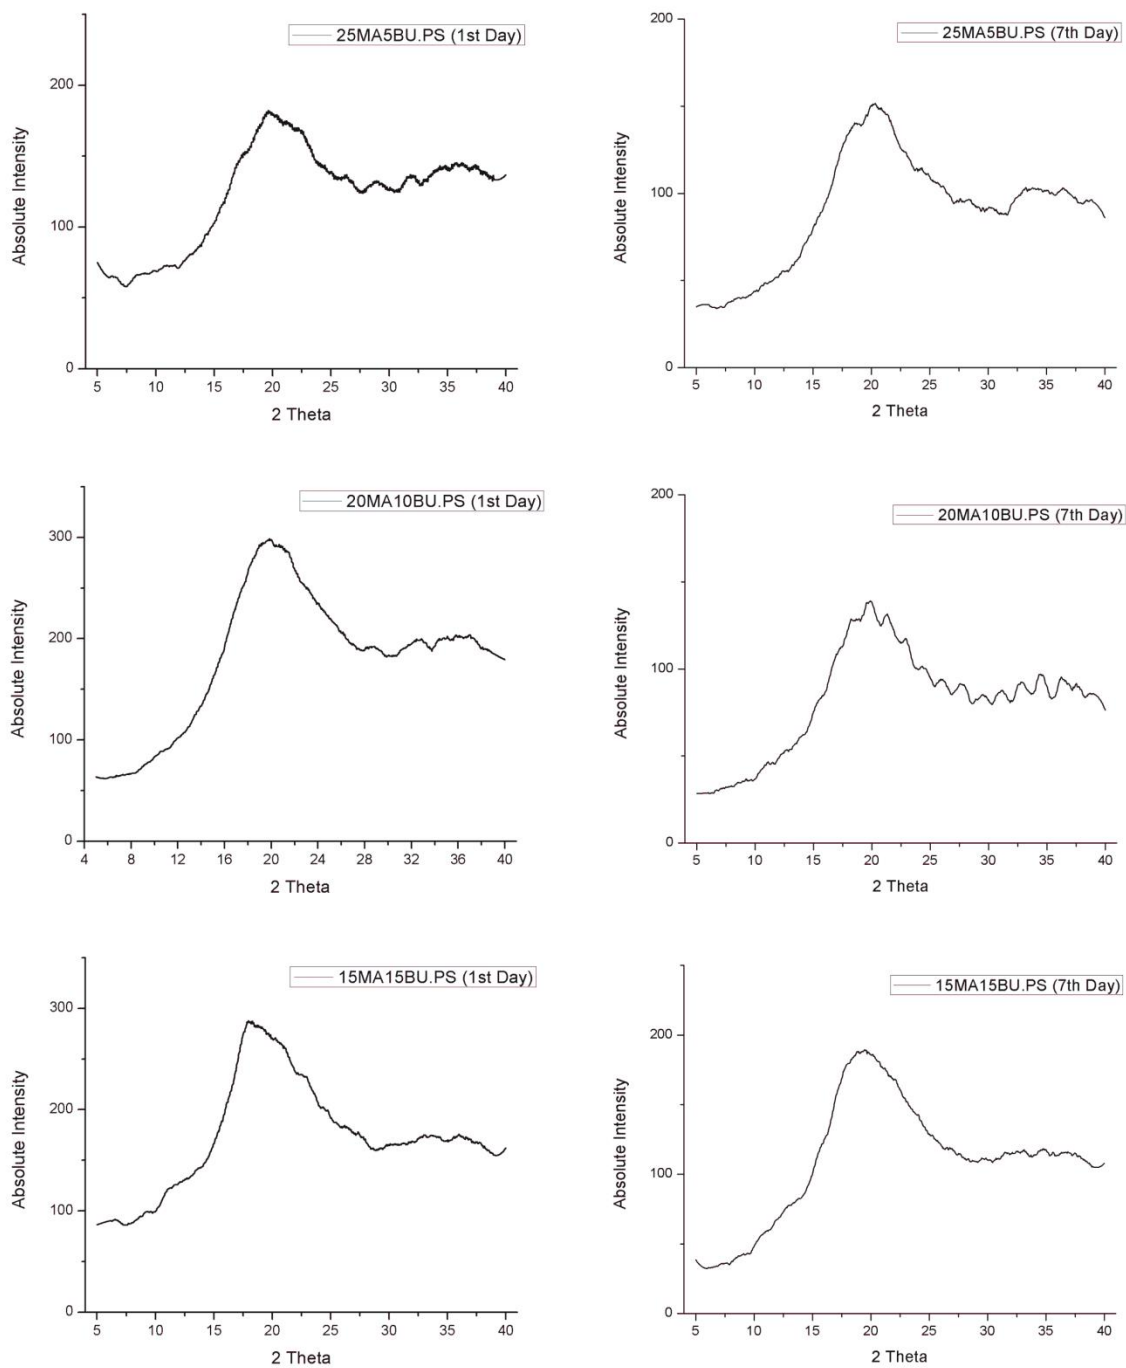 25MA5BU.PS (1st Day)
Absolute Intensity
200
100
0
5 10 15 20 25 30 35 40
2 Theta
25MA5BU.PS (7th Day)
Absolute Intensity
200
150
100
50
0
5 10 15 20 25 30 35 40
2 Theta
20MA10BU.PS (1st Day)
Absolute Intensity
300
200
100
0
4 8 12 16 20 24 28 32 36 40
2 Theta
20MA10BU.PS (7th Day)
Absolute Intensity
200
150
100
50
0
5 10 15 20 25 30 35 40
2 Theta
15MA15BU.PS (1st Day)
Absolute Intensity
300
200
100
0
5 10 15 20 25 30 35 40
2 Theta
15MA15BU.PS (7th Day)
Absolute Intensity
200
100
0
5 10 15 20 25 30 35 40
2 Theta